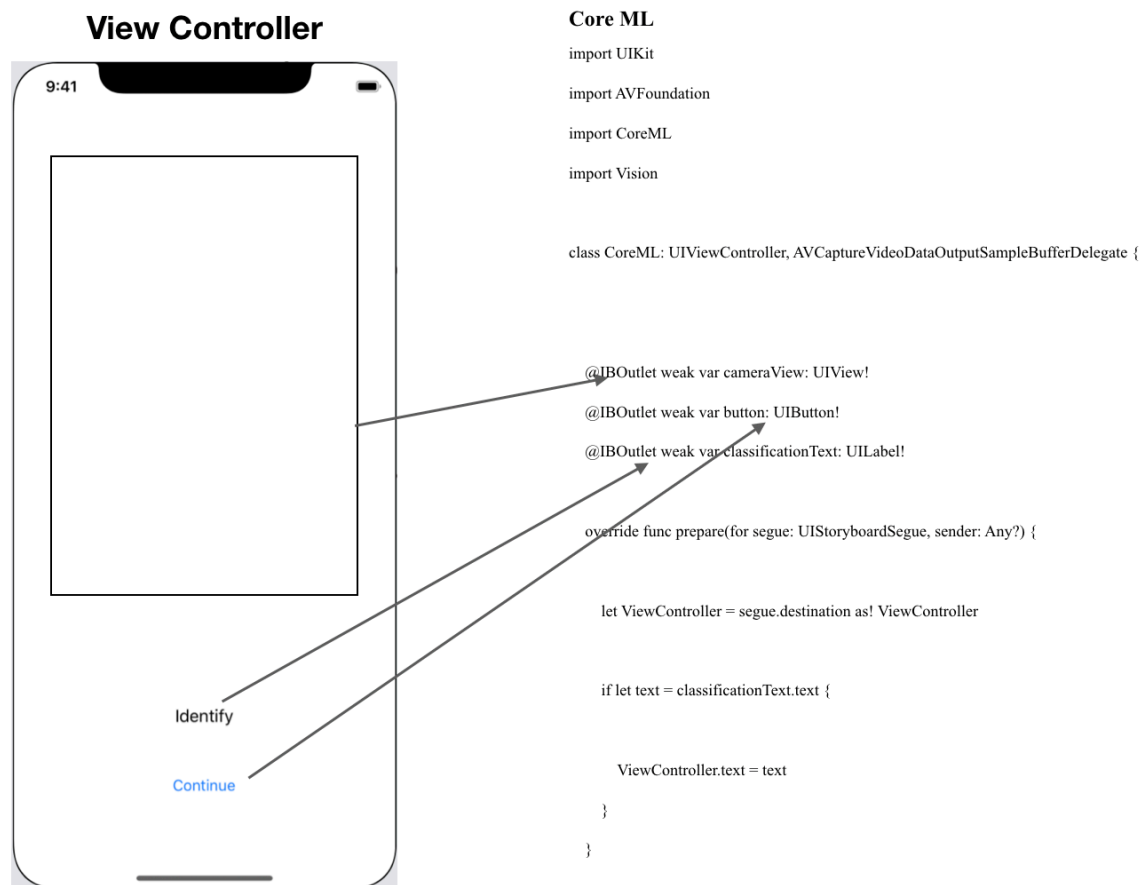 View Controller
9:41
Identify
Continue
Core ML
import UIKit
import AVFoundation
import CoreML
import Vision
class CoreML: UIViewController, AVCaptureVideoDataOutputSampleBufferDelegate {
@IBOutlet weak var cameraView: UIView!
@IBOutlet weak var button: UIButton!
@IBOutlet weak var classificationText: UILabel!
override func prepare(for segue: UIStoryboardSegue, sender: Any?) {
let ViewController = segue.destination as! ViewController
if let text = classificationText.text {
ViewController.text = text
}
}